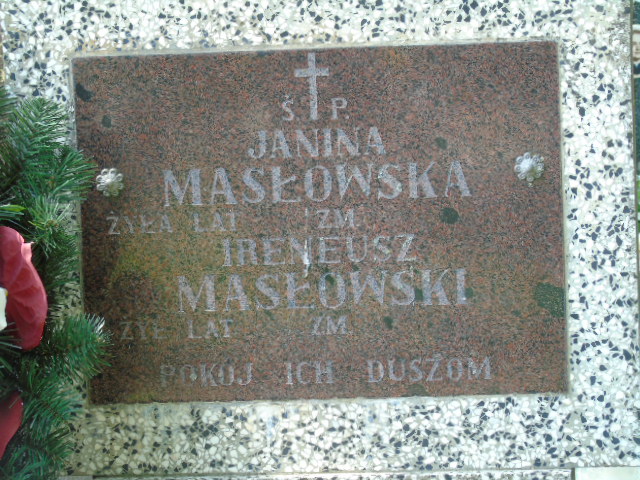 Ś P.
JANINA
MASŁOWSKA
ŻYŁA LAT ZM.
IRENEUSZ
MASŁOWSKI
ŻYŁ LAT ZM.
POKÓJ ICH DUSZOM